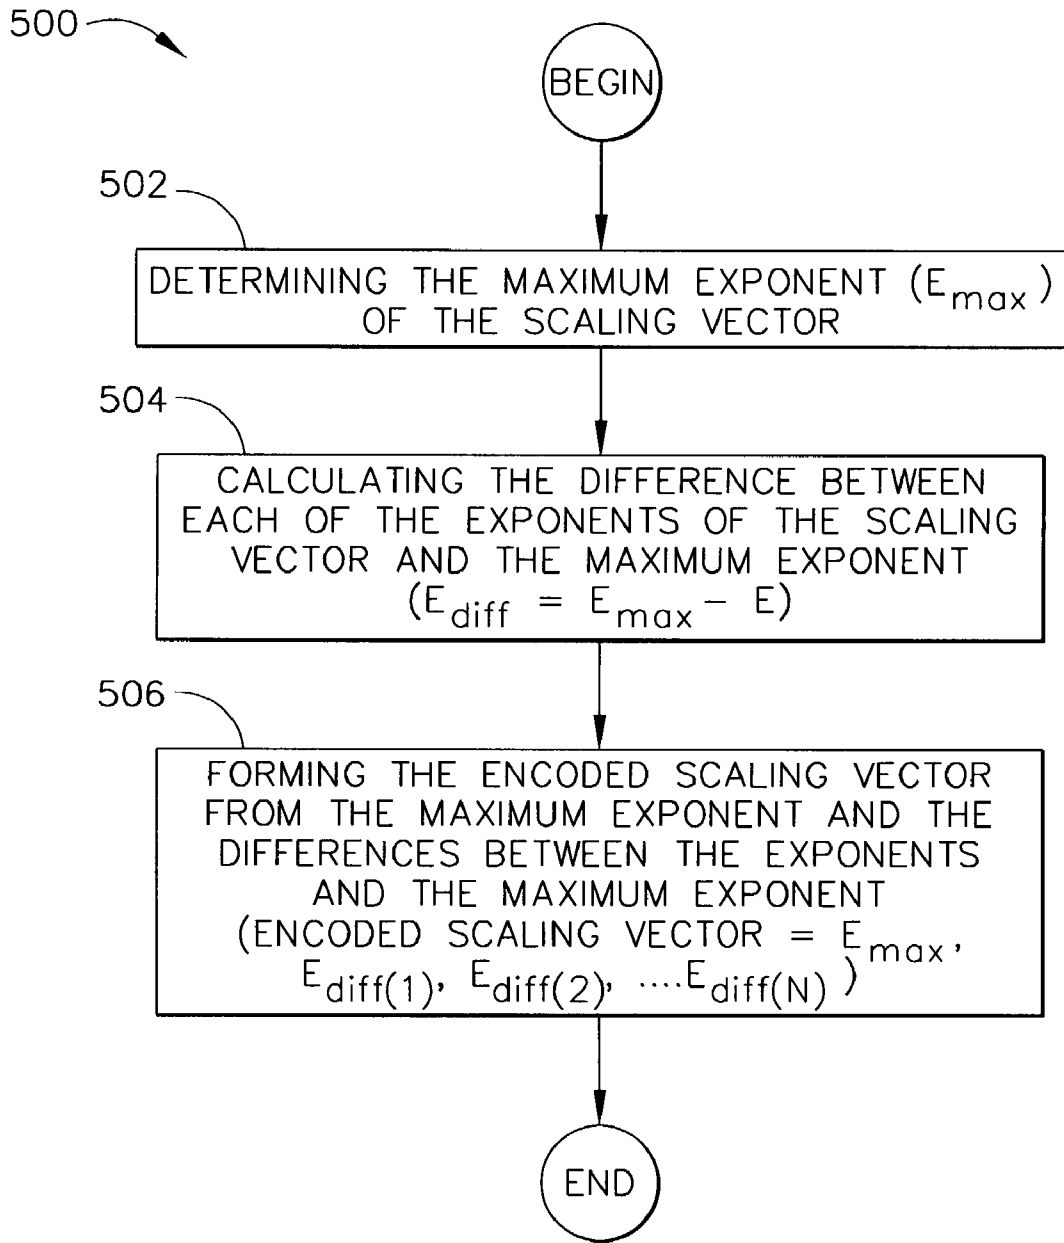 500
BEGIN
502
DETERMINING THE MAXIMUM EXPONENT (E_max)
OF THE SCALING VECTOR
504
CALCULATING THE DIFFERENCE BETWEEN
EACH OF THE EXPONENTS OF THE SCALING
VECTOR AND THE MAXIMUM EXPONENT
(E_diff = E_max – E)
506
FORMING THE ENCODED SCALING VECTOR
FROM THE MAXIMUM EXPONENT AND THE
DIFFERENCES BETWEEN THE EXPONENTS
AND THE MAXIMUM EXPONENT
(ENCODED SCALING VECTOR = E_max,
E_diff(1), E_diff(2), ....E_diff(N) )
END